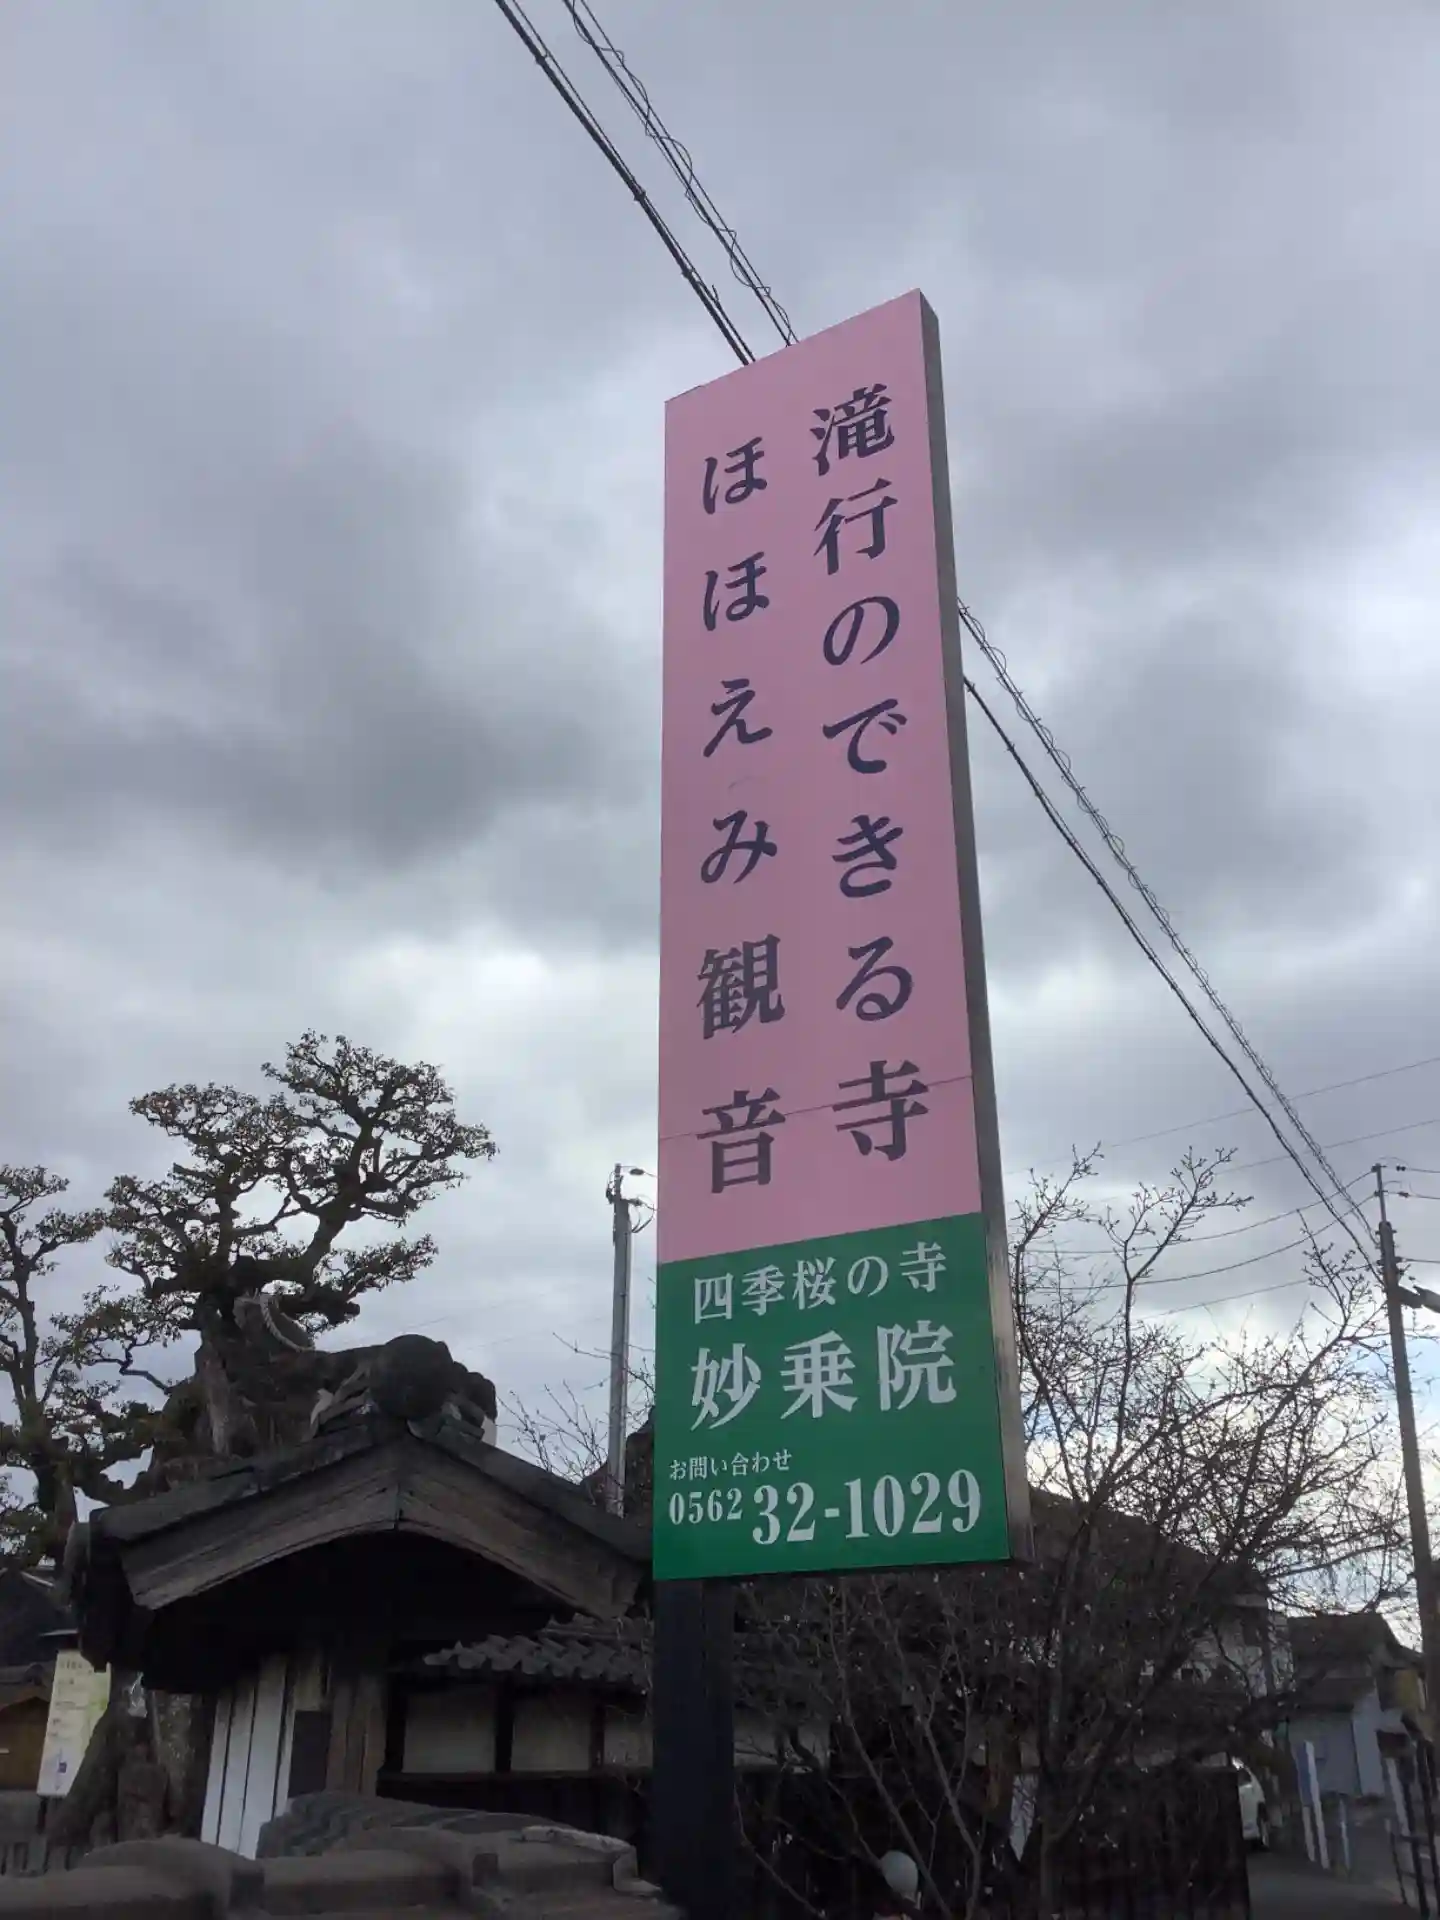 滝行のできる寺
ほほえみ観音
四季桜の寺
妙乗院
お問い合わせ
0562 32-1029